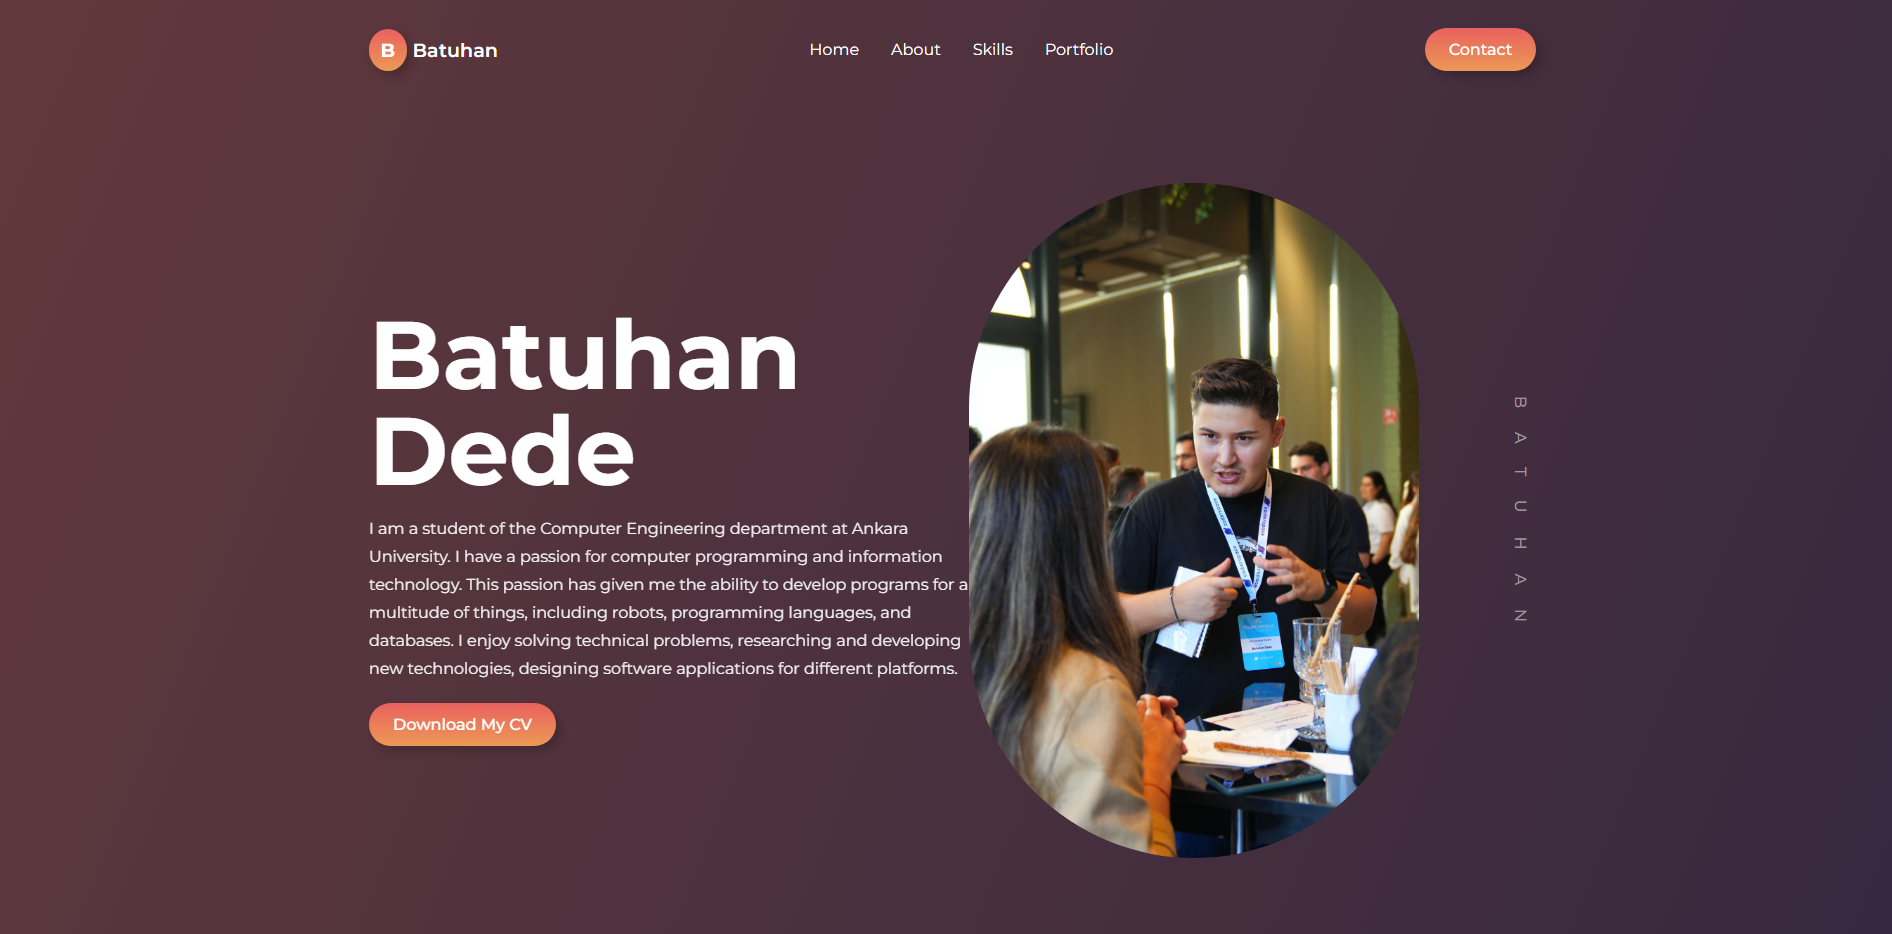 B Batuhan
Home About Skills Portfolio
Contact
Batuhan
Dede
I am a student of the Computer Engineering department at Ankara
University. I have a passion for computer programming and information
technology. This passion has given me the ability to develop programs for a
multitude of things, including robots, programming languages, and
databases. I enjoy solving technical problems, researching and developing
new technologies, designing software applications for different platforms.
Download My CV
BATUHAN